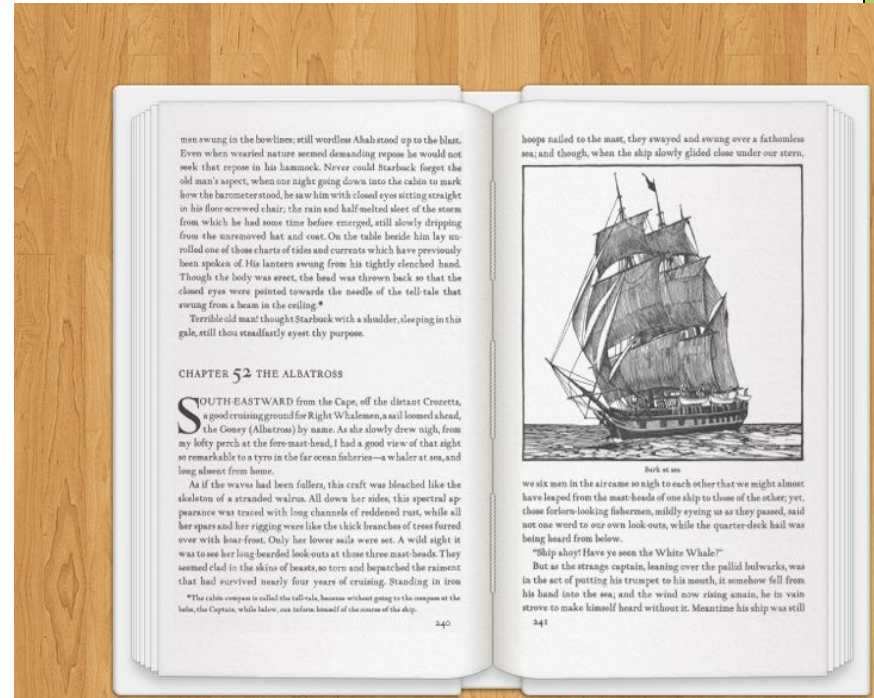 men swung in the bowlines; still wordless Ahab stood up to the blast.
Even when wearied nature seemed demanding repose he would not
seek that repose in his hammock. Never could Starbuck forget the
old man's aspect, when one night going down into the cabin to mark
how the barometer stood, he saw him with closed eyes sitting straight
in his floor-screwed chair; the rain and half-melted sleet of the storm
from which he had some time before emerged, still slowly dripping
from the unremoved hat and coat. On the table beside him lay un-
rolled one of those charts of tides and currents which have previously
been spoken of. His lantern swung from his tightly clenched hand.
Though the body was erect, the head was thrown back so that the
closed eyes were pointed towards the needle of the tell-tale that
swung from a beam in the ceiling.*
Terrible old man! thought Starbuck with a shudder, sleeping in this
gale, still thou steadfastly eyest thy purpose.
CHAPTER 52 THE ALBATROSS
SOUTH-EASTWARD from the Cape, off the distant Crozetts,
a good cruising ground for Right Whalemen, a sail loomed ahead,
the Goney (Albatross) by name. As she slowly drew nigh, from
my lofty perch at the fore-mast-head, I had a good view of that sight
so remarkable to a tyro in the far ocean fisheries—a whaler at sea, and
long absent from home.
As if the waves had been fullers, this craft was bleached like the
skeleton of a stranded walrus. All down her sides, this spectral ap-
pearance was traced with long channels of reddened rust, while all
her spars and her rigging were like the thick branches of trees furred
over with hoar-frost. Only her lower sails were set. A wild sight it
was to see her long-bearded look-outs at those three mast-heads. They
seemed clad in the skins of beasts, so torn and bepatched the raiment
that had survived nearly four years of cruising. Standing in iron
*The cabin-compass is called the tell-tale, because without going to the compass at the
helm, the Captain, while below, can inform himself of the course of the ship.
240
hoops nailed to the mast, they swayed and swung over a fathomless
sea; and though, when the ship slowly glided close under our stern,
Bark at sea
we six men in the air came so nigh to each other that we might almost
have leaped from the mast-heads of one ship to those of the other; yet,
those forlorn-looking fishermen, mildly eyeing us as they passed, said
not one word to our own look-outs, while the quarter-deck hail was
being heard from below.
"Ship ahoy! Have ye seen the White Whale?"
But as the strange captain, leaning over the pallid bulwarks, was
in the act of putting his trumpet to his mouth, it somehow fell from
his hand into the sea; and the wind now rising amain, he in vain
strove to make himself heard without it. Meantime his ship was still
241